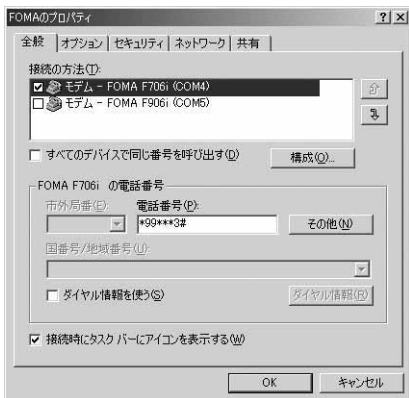 FOMAのプロパティ
全般 オプション セキュリティ ネットワーク 共有
接続の方法(T):
モデム - FOMA F706i (COM4)
モデム - FOMA F906i (COM5)
すべてのデバイスで同じ番号を呼び出す(D) 構成(O)...
FOMA F706i の電話番号
市外局番(E): 電話番号(P):
*99***3# その他(N)
国番号/地域番号(U):
ダイヤル情報を使う(S) ダイヤル情報(R)
接続時にタスク バーにアイコンを表示する(W)
OK キャンセル